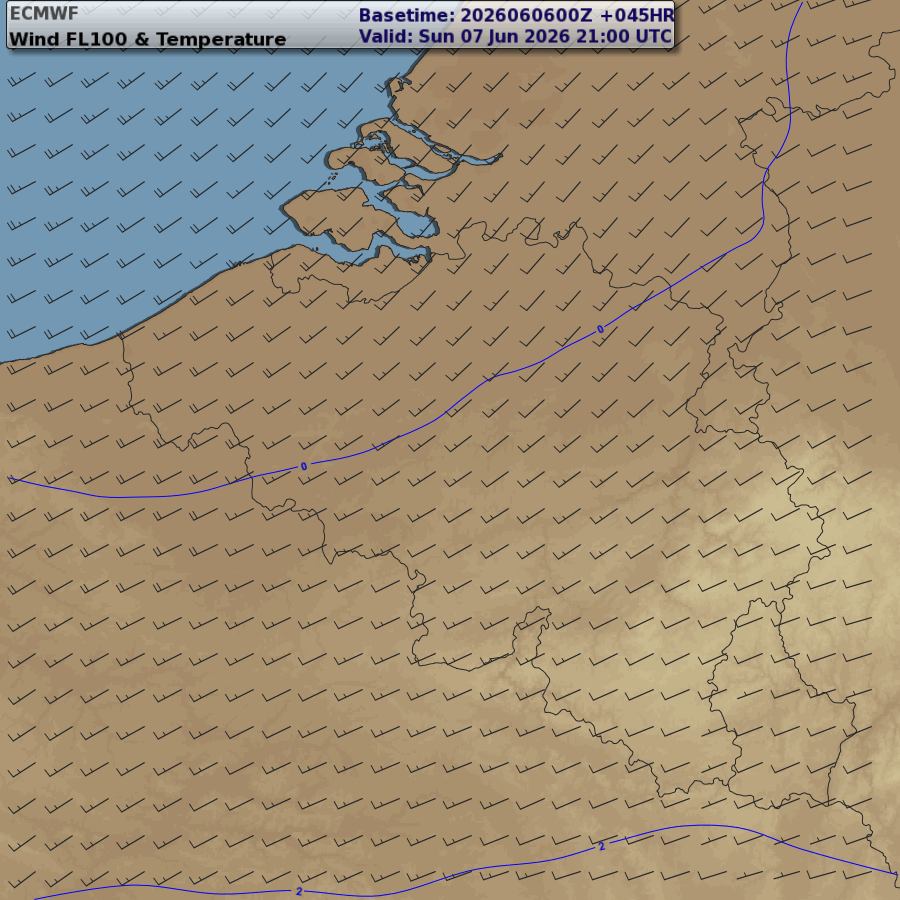 ECMWF
Basetime: 2026060600Z +045HR
Wind FL100 & Temperature
Valid: Sun 07 Jun 2026 21:00 UTC
0
0
2
2